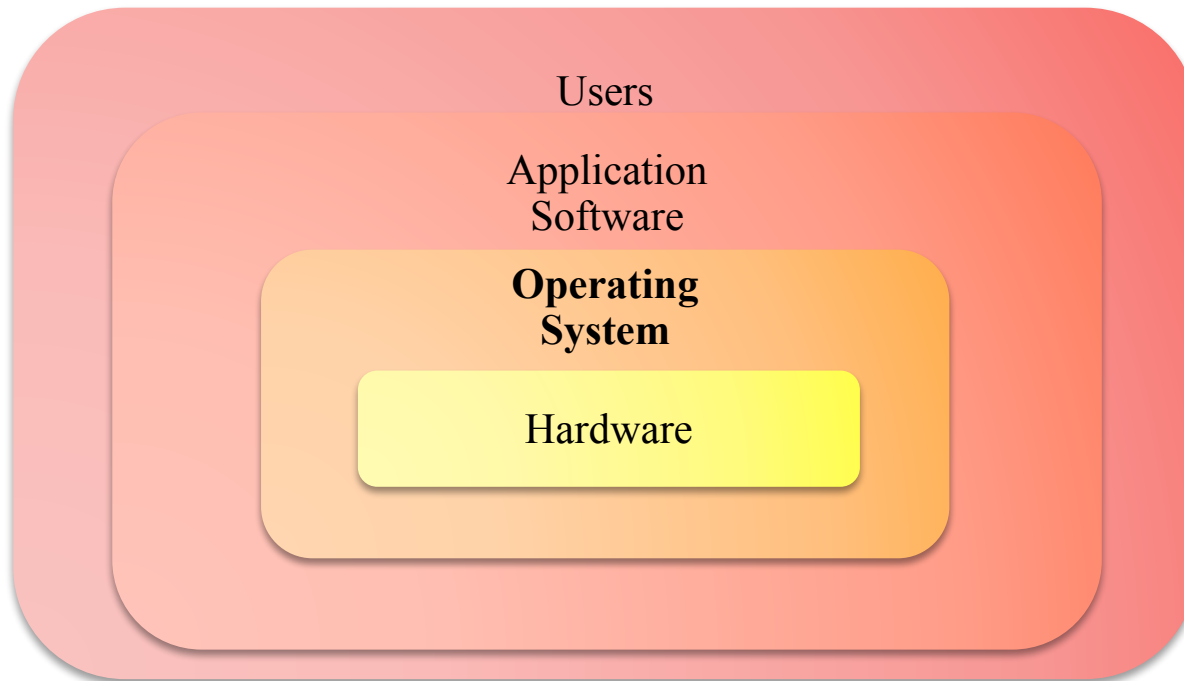 Users
Application
Software
Operating
System
Hardware